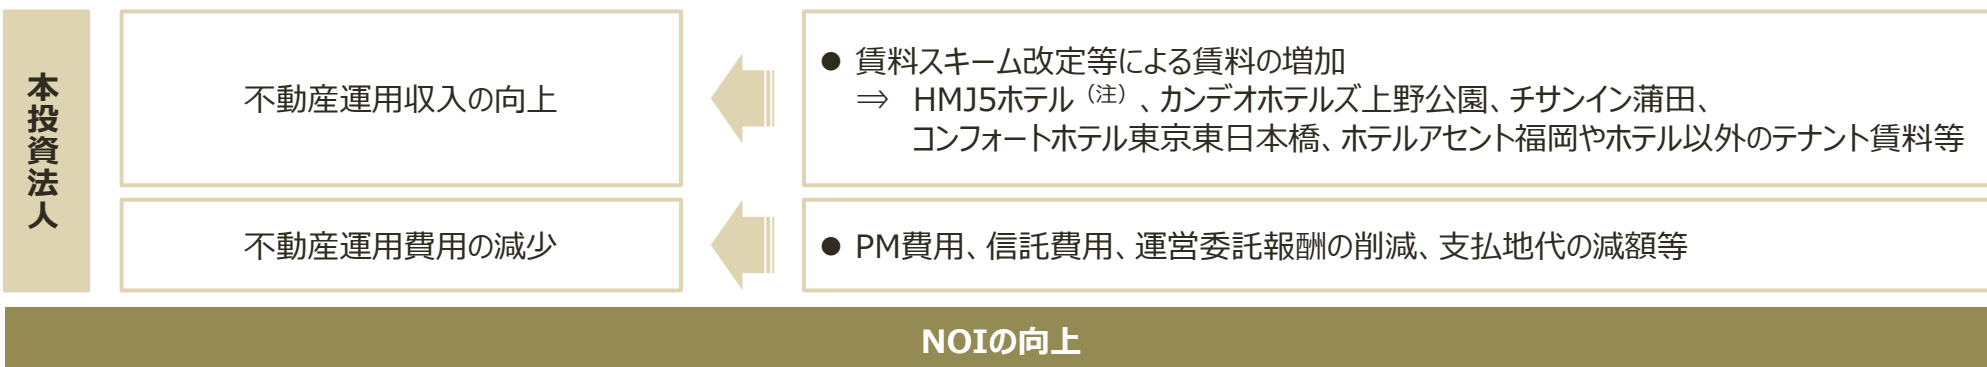 本投資法人
不動産運用収入の向上
● 賃料スキーム改定等による賃料の増加
⇒ HMJ5ホテル（注）、カンデオホテルズ上野公園、チサンイン蒲田、
コンフォートホテル東京東日本橋、ホテルアセント福岡やホテル以外のテナント賃料等
不動産運用費用の減少
● PM費用、信託費用、運営委託報酬の削減、支払地代の減額等
NOIの向上